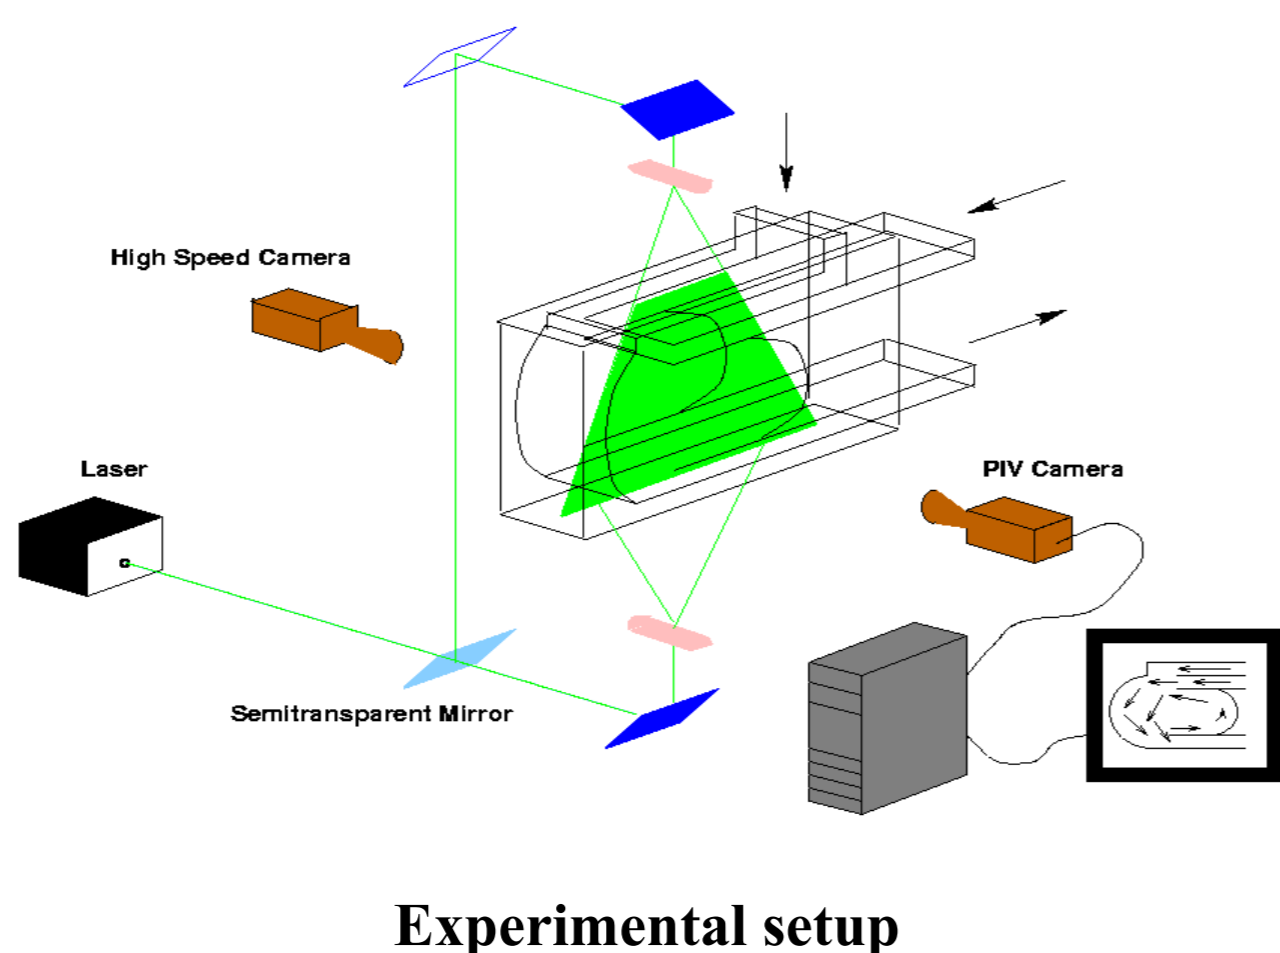 High Speed Camera
Laser
PIV Camera
Semitransparent Mirror
Experimental setup